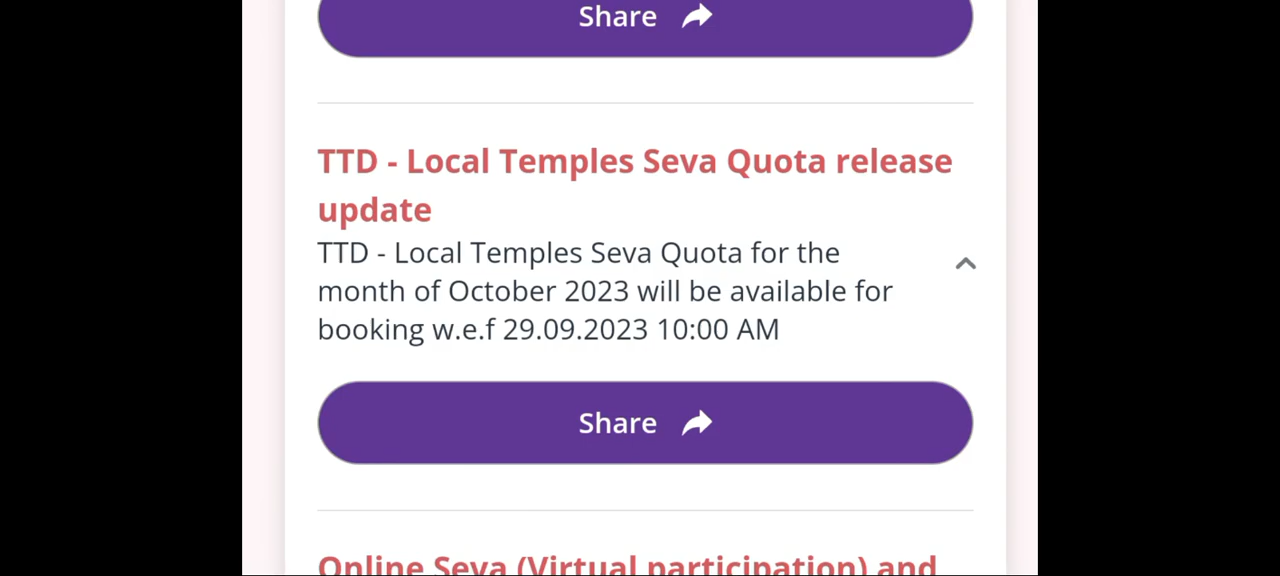 Share
TTD - Local Temples Seva Quota release
update
TTD - Local Temples Seva Quota for the
month of October 2023 will be available for
booking w.e.f 29.09.2023 10:00 AM
Share
Online Seva (Virtual participation) and